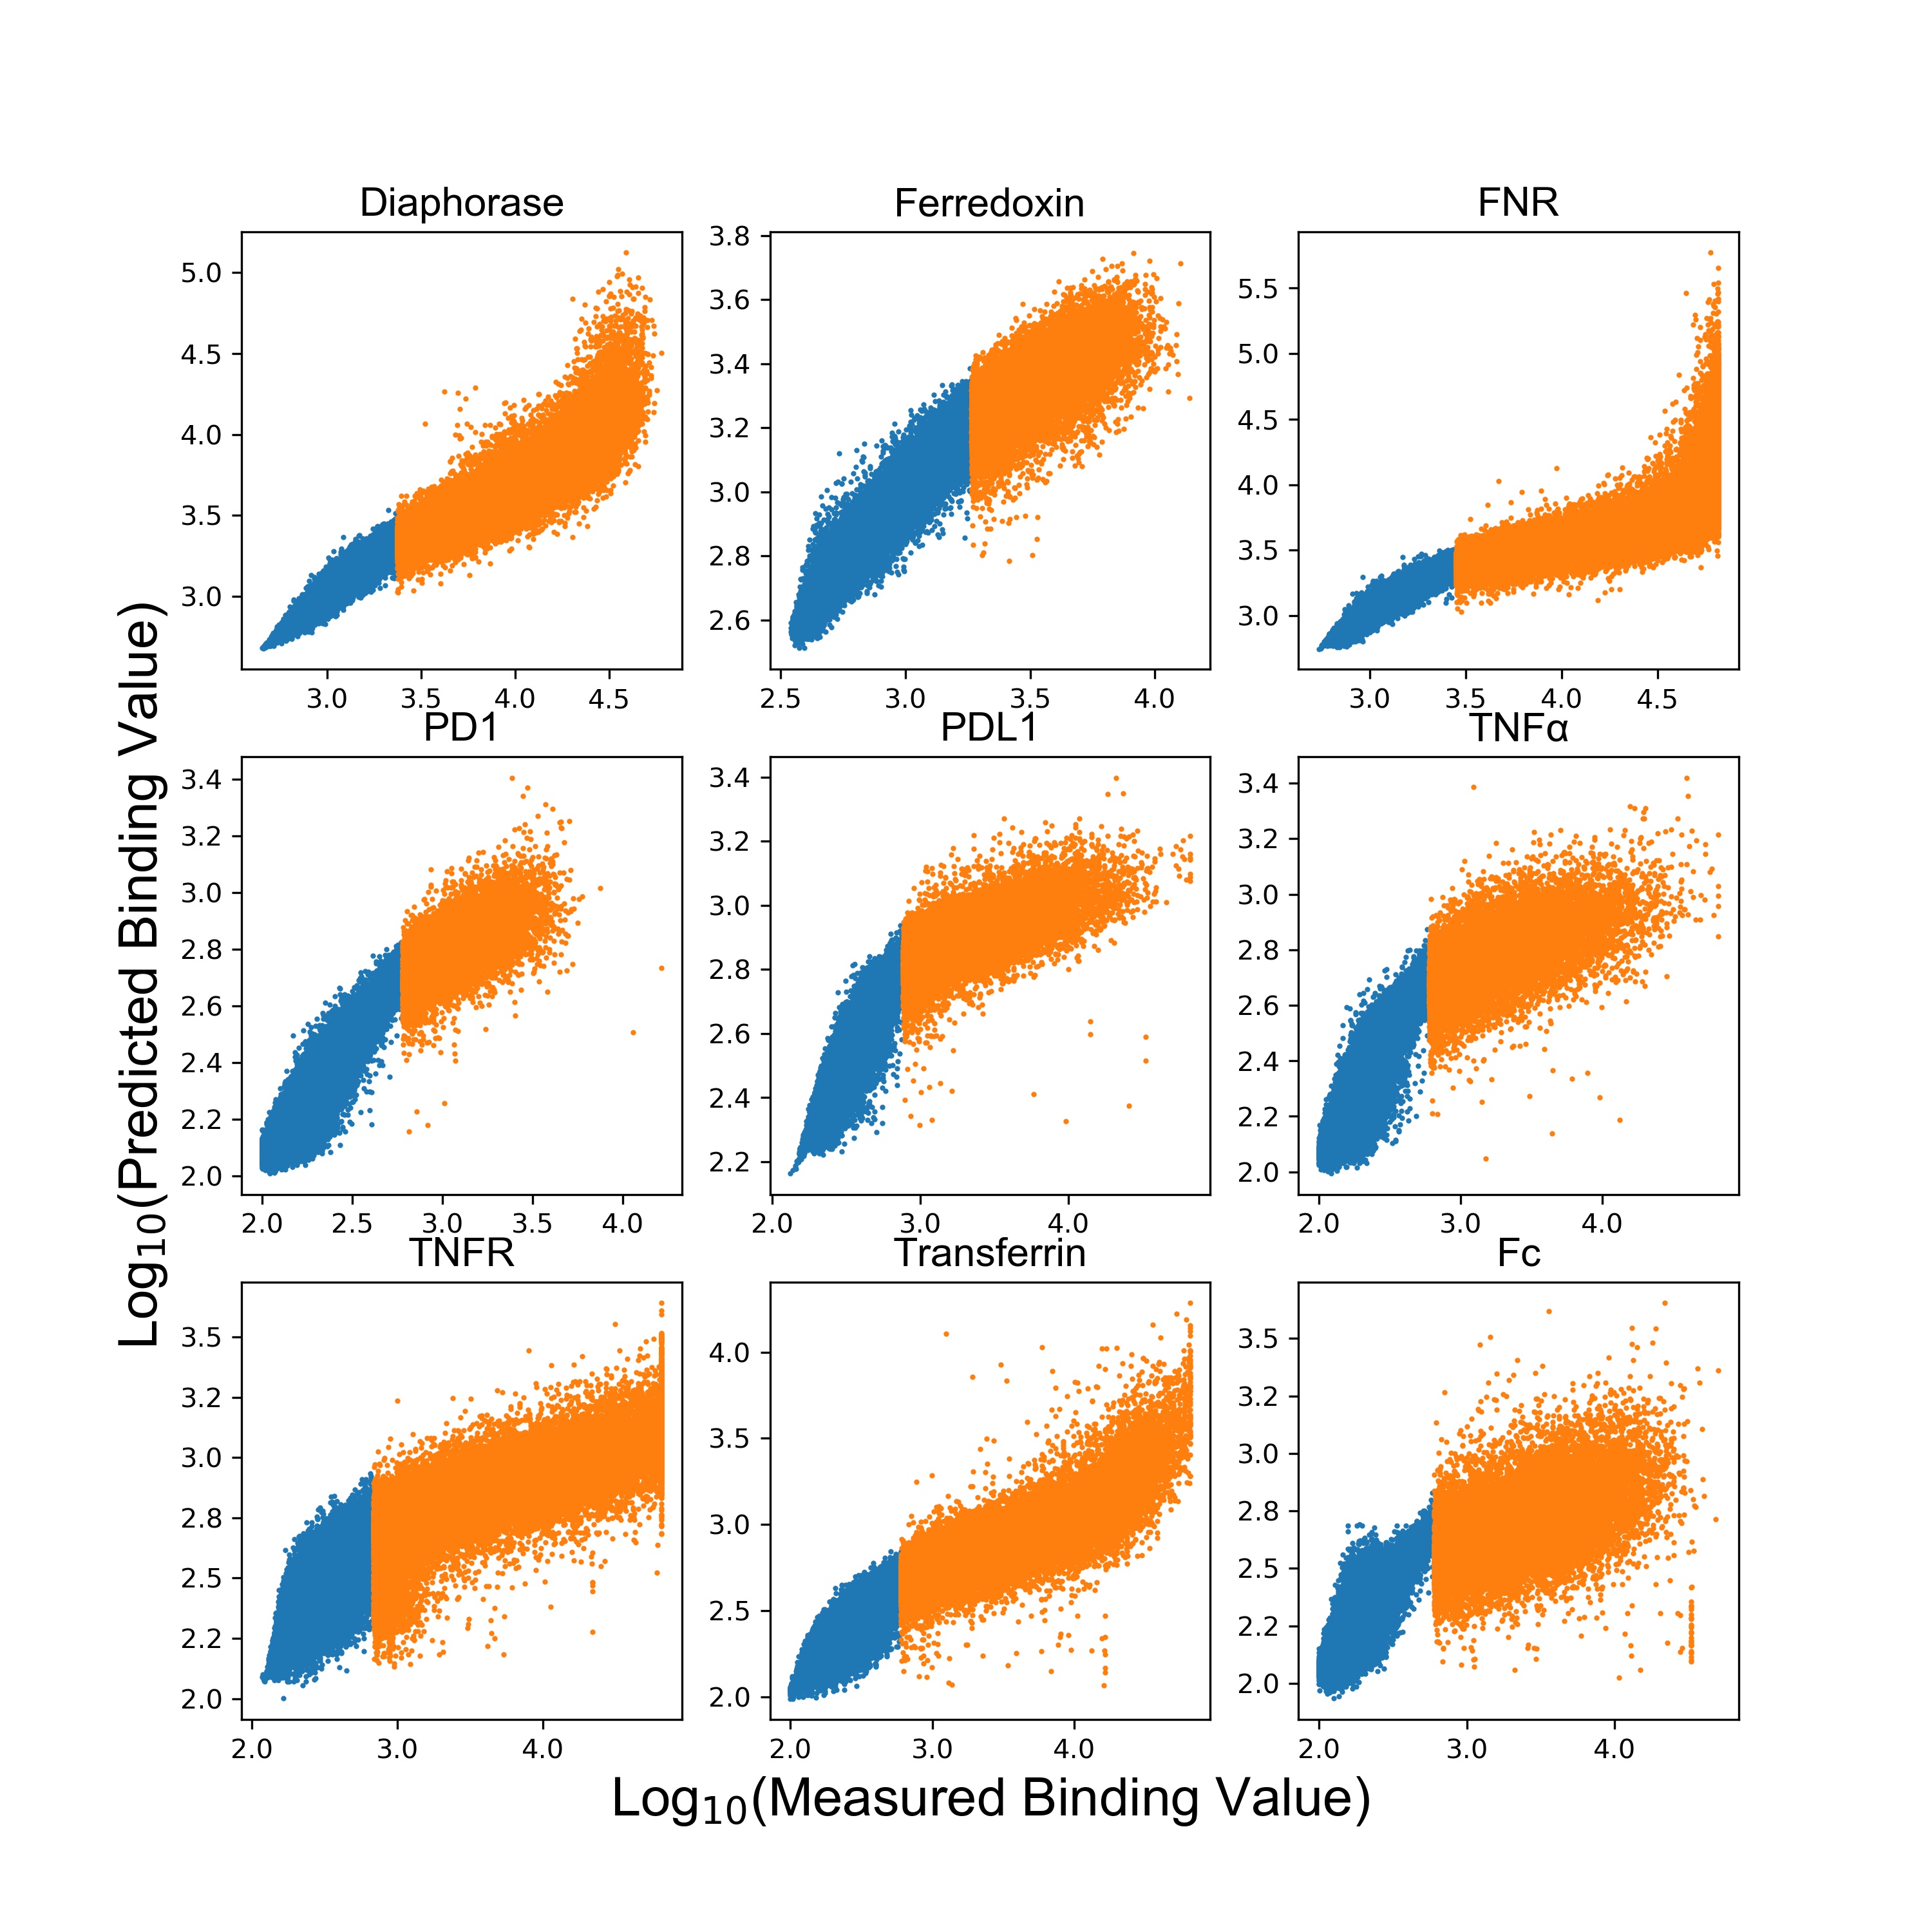 Diaphorase Ferredoxin FNR
5.0 4.5 4.0 3.5 3.0
3.0 3.5 4.0 4.5
3.8 3.6 3.4 3.2 3.0 2.8 2.6
2.5 3.0 3.5 4.0
5.5 5.0 4.5 4.0 3.5 3.0
3.0 3.5 4.0 4.5
PD1 PDL1 TNFα
3.4 3.2 3.0 2.8 2.6 2.4 2.2 2.0
2.0 2.5 3.0 3.5 4.0
3.4 3.2 3.0 2.8 2.6 2.4 2.2
2.0 3.0 4.0
3.4 3.2 3.0 2.8 2.6 2.4 2.2 2.0
2.0 3.0 4.0
TNFR Transferrin Fc
3.5 3.2 3.0 2.8 2.5 2.2 2.0
2.0 3.0 4.0
4.0 3.5 3.0 2.5 2.0
2.0 3.0 4.0
3.5 3.2 3.0 2.8 2.5 2.2 2.0
2.0 3.0 4.0
Log10(Predicted Binding Value)
Log10(Measured Binding Value)